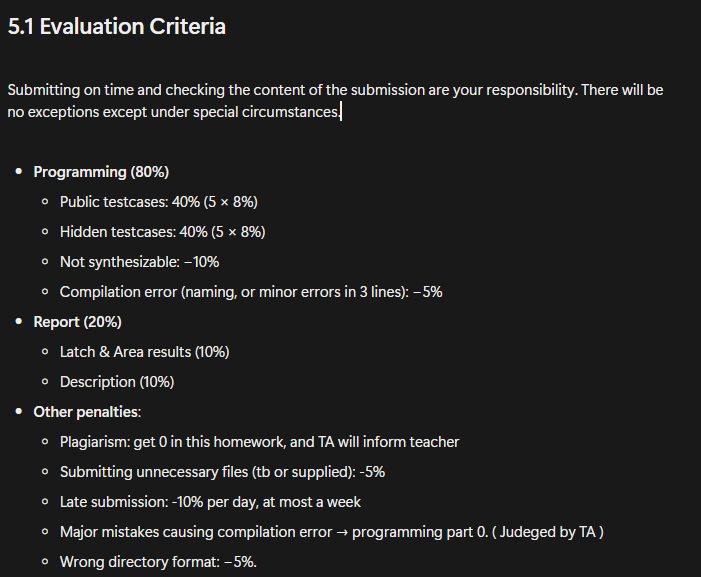 5.1 Evaluation Criteria
Submitting on time and checking the content of the submission are your responsibility. There will be
no exceptions except under special circumstances.
• Programming (80%)
◦ Public testcases: 40% (5 × 8%)
◦ Hidden testcases: 40% (5 × 8%)
◦ Not synthesizable: −10%
◦ Compilation error (naming, or minor errors in 3 lines): −5%
• Report (20%)
◦ Latch & Area results (10%)
◦ Description (10%)
• Other penalties:
◦ Plagiarism: get 0 in this homework, and TA will inform teacher
◦ Submitting unnecessary files (tb or supplied): -5%
◦ Late submission: -10% per day, at most a week
◦ Major mistakes causing compilation error → programming part 0. ( Judeged by TA )
◦ Wrong directory format: −5%.